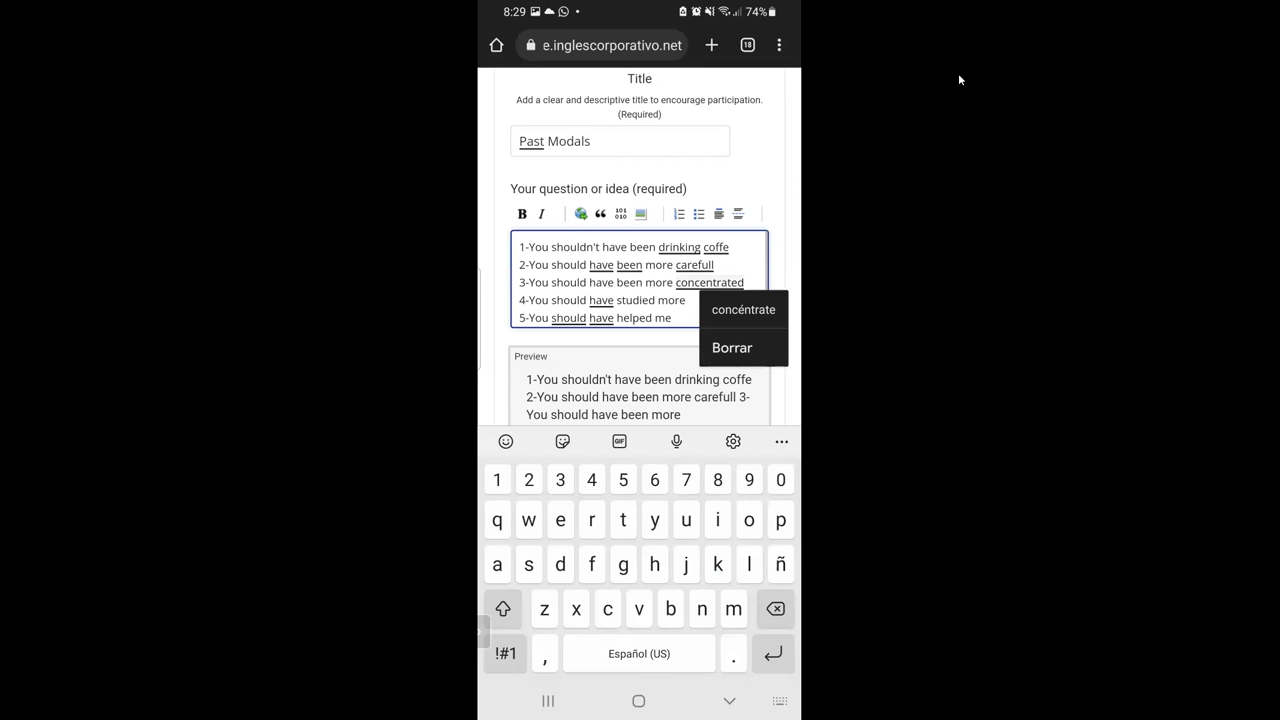 8:29 74%
e.inglescorporativo.net 18
Title
Add a clear and descriptive title to encourage participation.
(Required)
Past Modals
Your question or idea (required)
B I 101 010
1-You shouldn't have been drinking coffe
2-You should have been more carefull
3-You should have been more concentrated
4-You should have studied more
5-You should have helped me
concéntrate
Borrar
Preview
1-You shouldn't have been drinking coffe
2-You should have been more carefull 3-
You should have been more
GIF
1 2 3 4 5 6 7 8 9 0
q w e r t y u i o p
a s d f g h j k l ñ
z x c v b n m
!#1 , Español (US) .